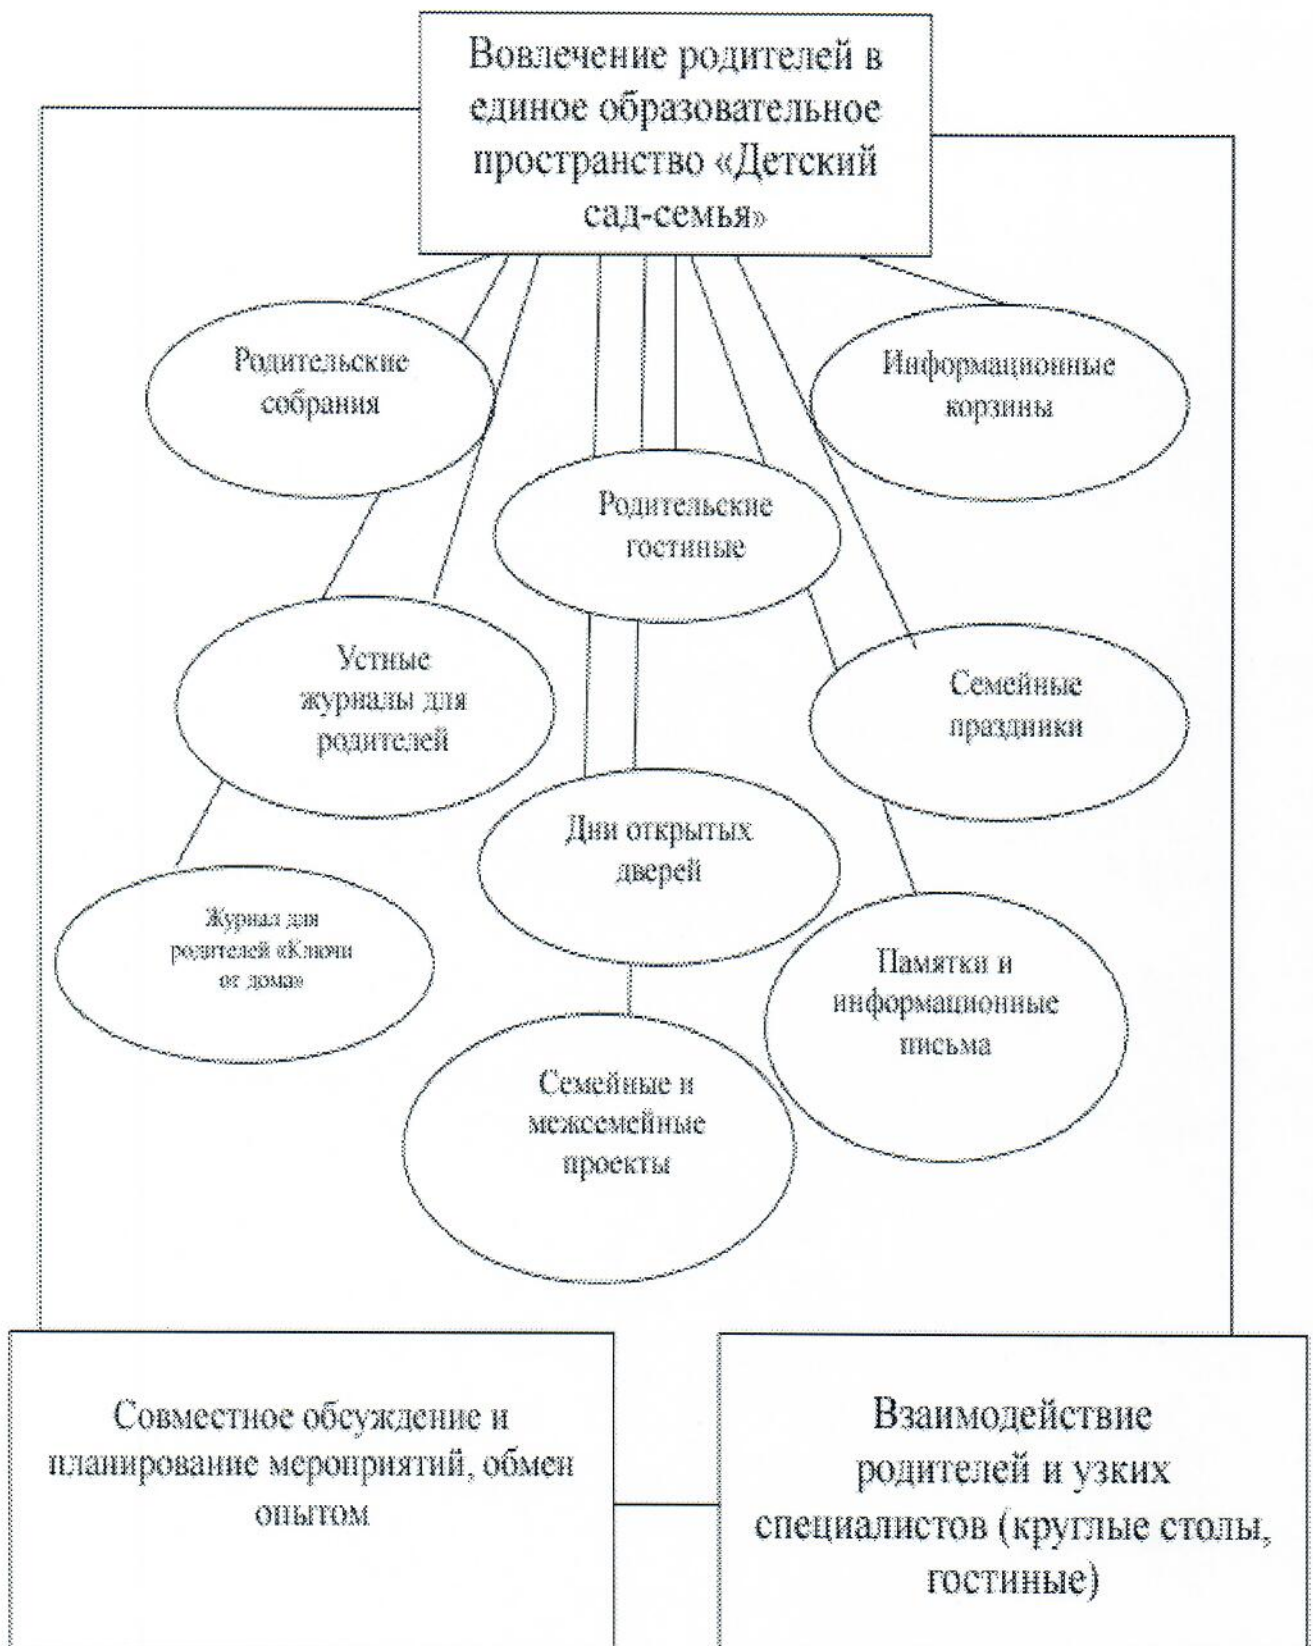 Вовлечение родителей в
единое образовательное
пространство «Детский
сад-семья»
Родительские
собрания
Информационные
корзины
Родительские
гостиные
Устные
журналы для
родителей
Семейные
праздники
Дни открытых
дверей
Журнал для
родителей «Ключи
от дома»
Памятки и
информационные
письма
Семейные и
межсемейные
проекты
Совместное обсуждение и
планирование мероприятий, обмен
опытом
Взаимодействие
родителей и узких
специалистов (круглые столы,
гостиные)